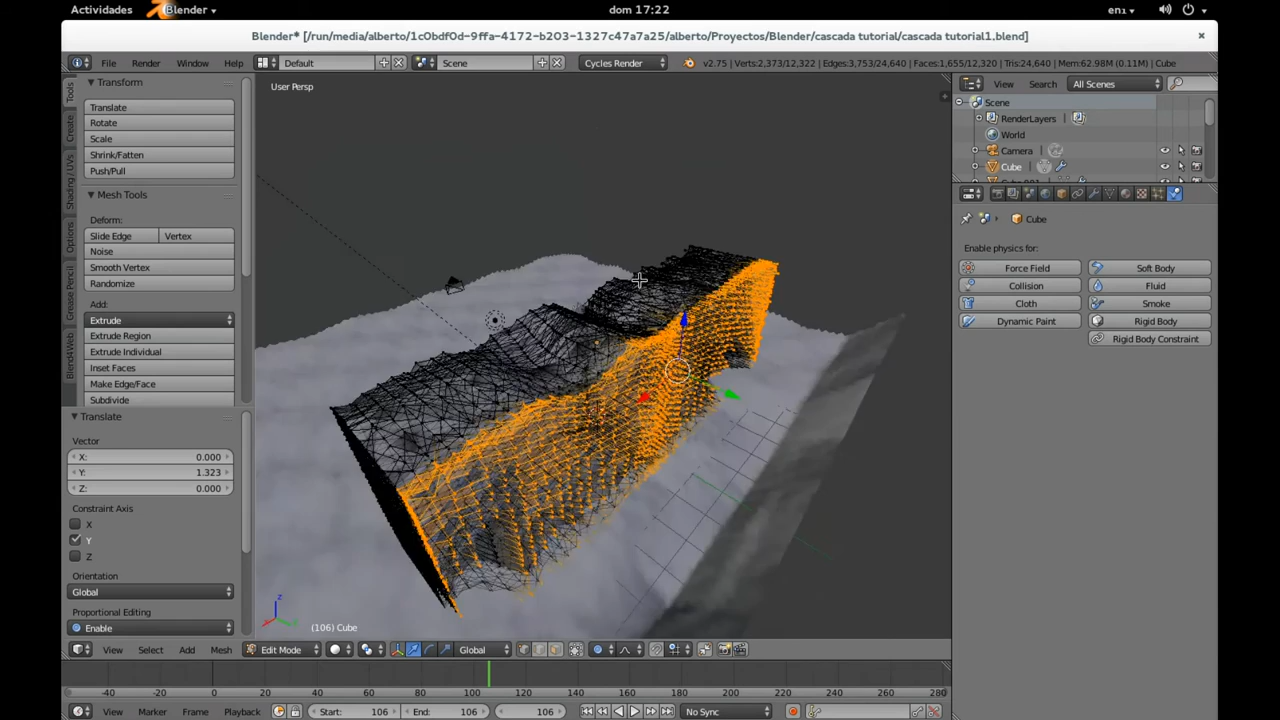 Actividades Blender dom 17:22 en1
Blender* [/run/media/alberto/1c0bdf0d-9ffa-4172-b203-1327c47a7a25/alberto/Proyectos/Blender/cascada tutorial/cascada tutorial1,blend]
File Render Window Help Default Scene Cycles Render v2.75 | Verts:2,373/12,322 | Edges:3,753/24,640 | Faces:1,655/12,320 | Tris:24,640 | Mem:62.98M (0.11M) | Cube
Tools
Create
Shading / UVs
Options
Grease Pencil
Blend4Web
Transform
Translate
Rotate
Scale
Shrink/Fatten
Push/Pull
Mesh Tools
Deform:
Slide Edge Vertex
Noise
Smooth Vertex
Randomize
Add:
Extrude
Extrude Region
Extrude Individual
Inset Faces
Make Edge/Face
Subdivide
Translate
Vector
X: 0.000
Y: 1.323
Z: 0.000
Constraint Axis
X
Y
Z
Orientation
Global
Proportional Editing
Enable
User Persp
z
(106) Cube
View Search All Scenes
Scene
RenderLayers
World
Camera
Cube
Cube
Enable physics for:
Force Field Soft Body
Collision Fluid
Cloth Smoke
Dynamic Paint Rigid Body
Rigid Body Constraint
View Select Add Mesh Edit Mode Global
-40 -20 0 20 40 60 80 100 120 140 160 180 200 220 240 260 280
View Marker Frame Playback Start: 106 End: 106 106 No Sync